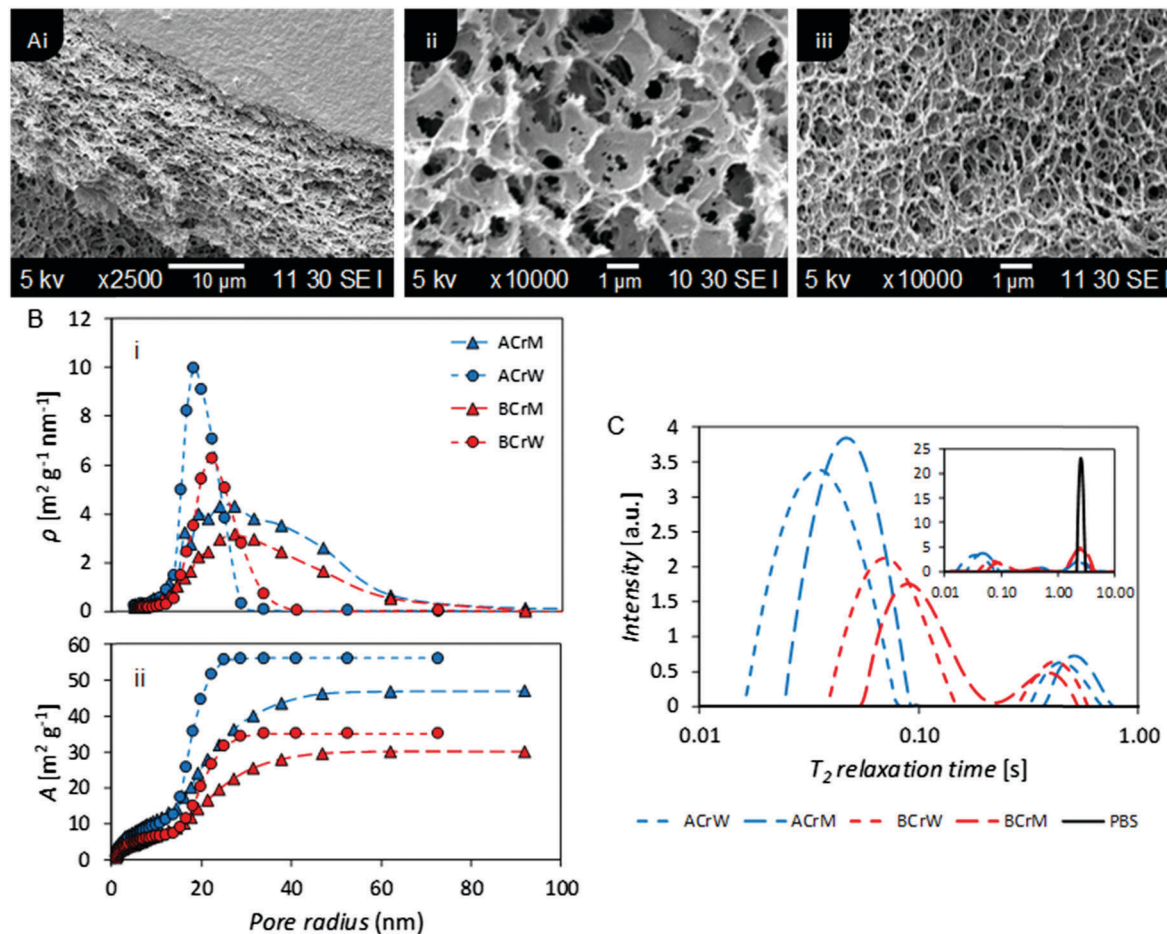 Ai
ii
iii
5 kv x2500 10 µm 11 30 SE I
5 kv x10000 1 µm 10 30 SE I
5 kv x10000 1 µm 11 30 SE I
B
i
12
10
8
6
4
2
0
ρ [m² g⁻¹ nm⁻¹]
ACrM
ACrW
BCrM
BCrW
ii
60
50
40
30
20
10
0
A [m² g⁻¹]
0 20 40 60 80 100
Pore radius (nm)
C
4
3.5
3
2.5
2
1.5
1
0.5
0
Intensity [a.u.]
25
20
15
10
5
0
0.01 0.10 1.00 10.00
0.01 0.10 1.00
T₂ relaxation time [s]
ACrW ACrM BCrW BCrM PBS